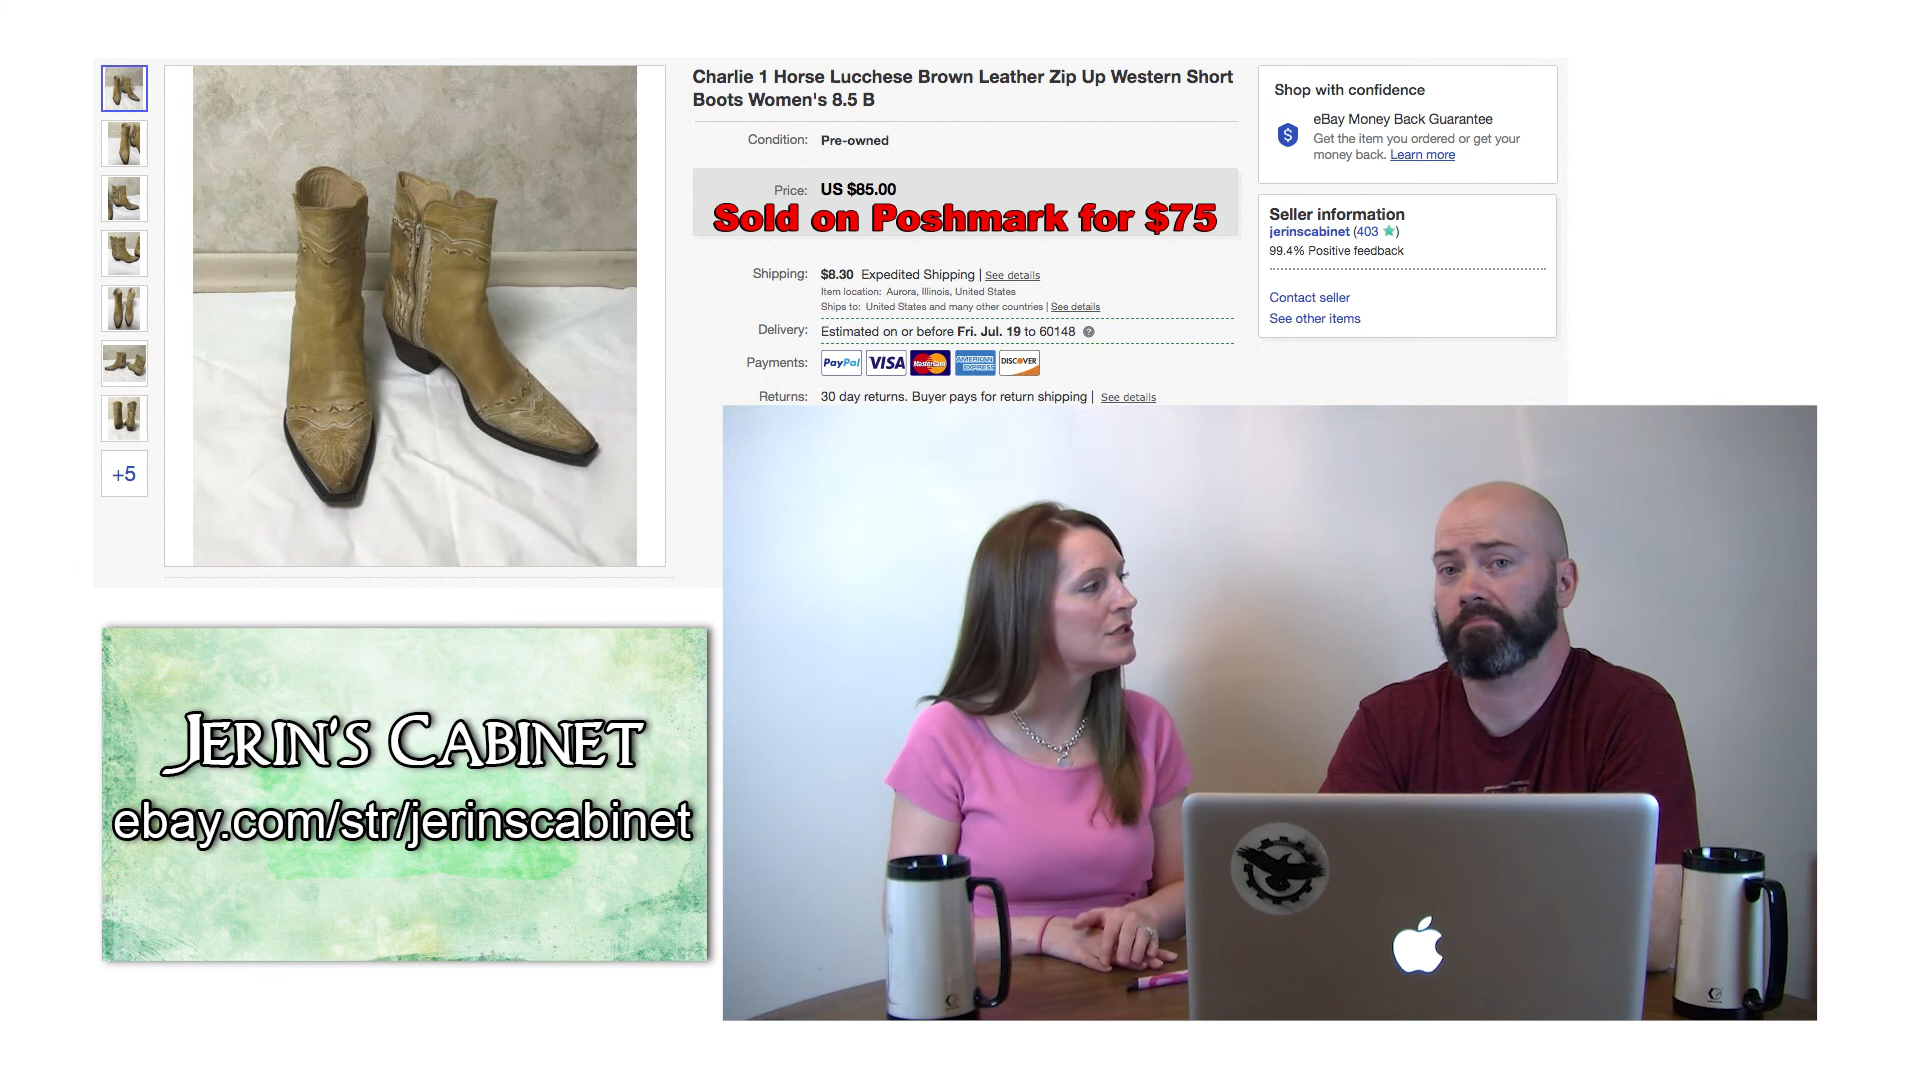 Charlie 1 Horse Lucchese Brown Leather Zip Up Western Short
Boots Women's 8.5 B
Condition: Pre-owned
Price: US $85.00
Sold on Poshmark for $75
Shipping: $8.30 Expedited Shipping | See details
Item location: Aurora, Illinois, United States
Ships to: United States and many other countries | See details
Delivery: Estimated on or before Fri. Jul. 19 to 60148 ?
Payments: PayPal VISA MasterCard AMERICAN EXPRESS DISCOVER
Returns: 30 day returns. Buyer pays for return shipping | See details
Shop with confidence
$
eBay Money Back Guarantee
Get the item you ordered or get your
money back. Learn more
Seller information
jerinscabinet (403 ★)
99.4% Positive feedback
Contact seller
See other items
+5
JERIN'S CABINET
ebay.com/str/jerinscabinet